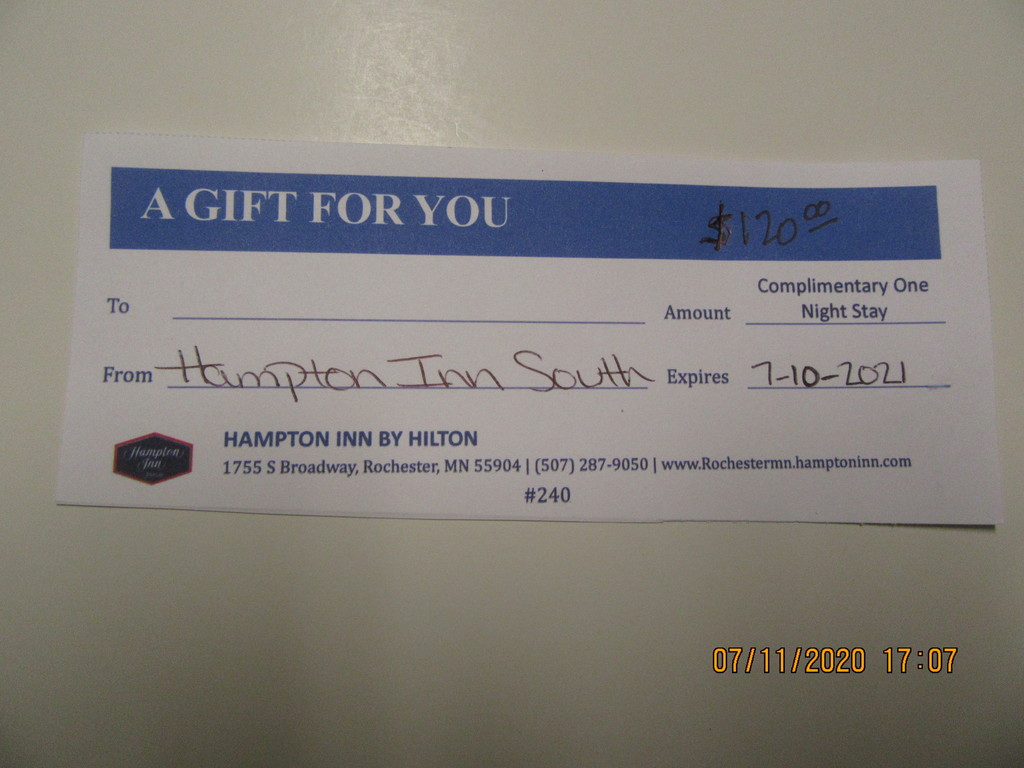 A GIFT FOR YOU $120.00
To Amount Complimentary One Night Stay
From Hampton Inn South Expires 7-10-2021
Hampton Inn
HAMPTON INN BY HILTON
1755 S Broadway, Rochester, MN 55904 | (507) 287-9050 | www.Rochestermn.hamptoninn.com
#240
07/11/2020 17:07